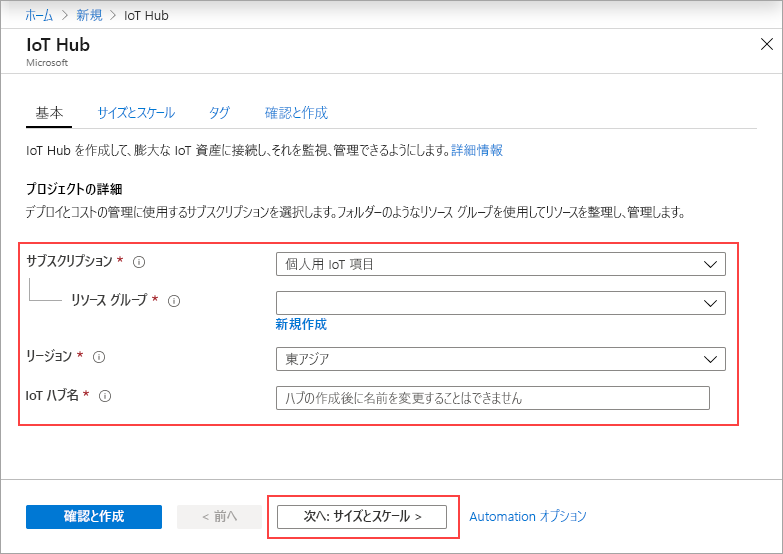 ホーム > 新規 > IoT Hub
IoT Hub
Microsoft
基本 サイズとスケール タグ 確認と作成
IoT Hub を作成して、膨大な IoT 資産に接続し、それを監視、管理できるようにします。詳細情報
プロジェクトの詳細
デプロイとコストの管理に使用するサブスクリプションを選択します。フォルダーのようなリソース グループを使用してリソースを整理し、管理します。
サブスクリプション * 個人用 IoT 項目
リソース グループ *
新規作成
リージョン * 東アジア
IoT ハブ名 * ハブの作成後に名前を変更することはできません
確認と作成 < 前へ 次へ: サイズとスケール > Automation オプション